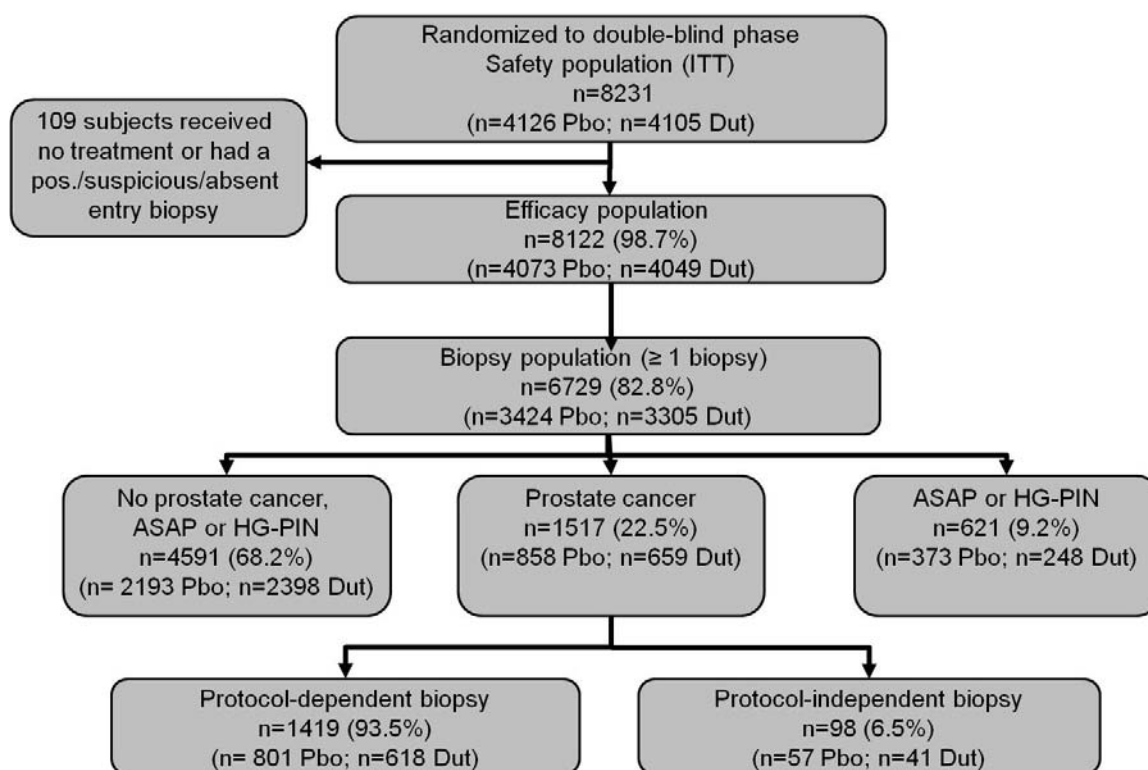 Randomized to double-blind phase
Safety population (ITT)
n=8231
(n=4126 Pbo; n=4105 Dut)
109 subjects received
no treatment or had a
pos./suspicious/absent
entry biopsy
Efficacy population
n=8122 (98.7%)
(n=4073 Pbo; n=4049 Dut)
Biopsy population (≥ 1 biopsy)
n=6729 (82.8%)
(n=3424 Pbo; n=3305 Dut)
No prostate cancer,
ASAP or HG-PIN
n=4591 (68.2%)
(n= 2193 Pbo; n=2398 Dut)
Prostate cancer
n=1517 (22.5%)
(n=858 Pbo; n=659 Dut)
ASAP or HG-PIN
n=621 (9.2%)
(n=373 Pbo; n=248 Dut)
Protocol-dependent biopsy
n=1419 (93.5%)
(n= 801 Pbo; n=618 Dut)
Protocol-independent biopsy
n=98 (6.5%)
(n=57 Pbo; n=41 Dut)